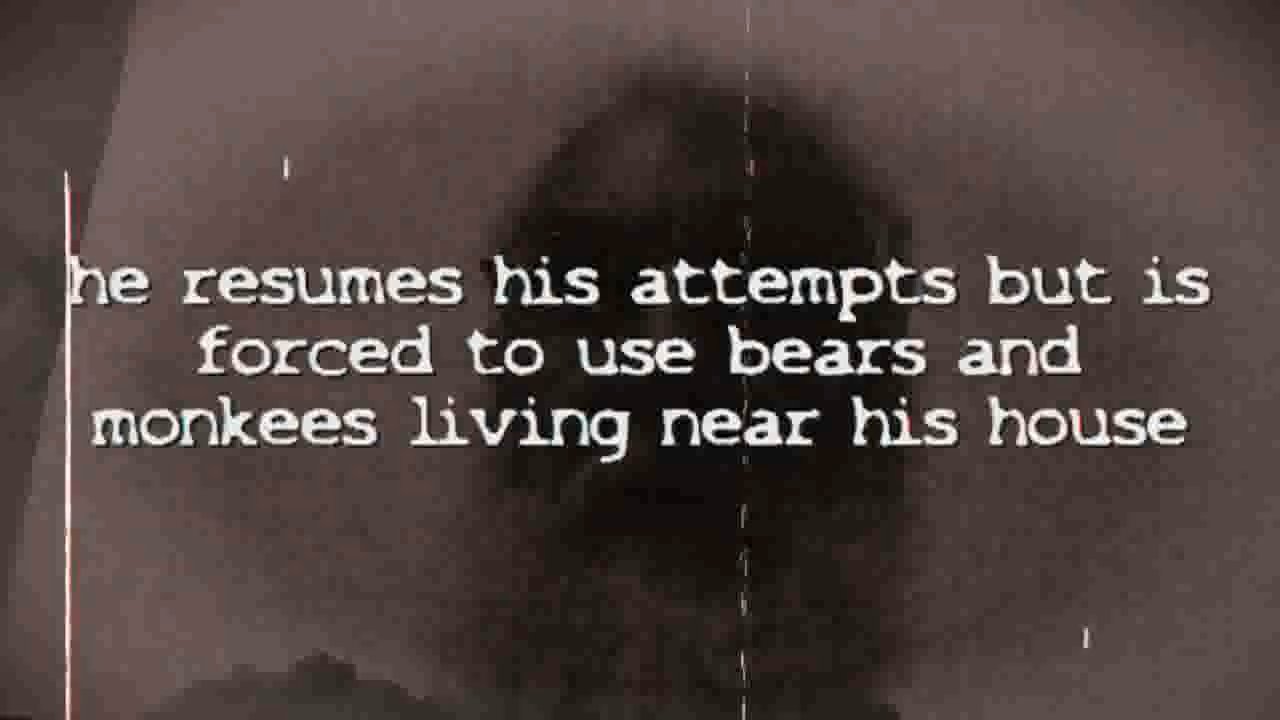 he resumes his attempts but is
forced to use bears and
monkees living near his house